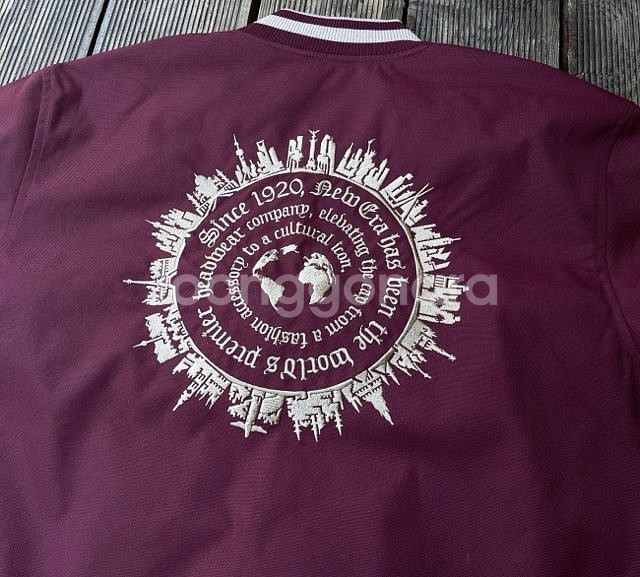 Since 1920, New Era has been the world's premier
headwear company, elevating the cap from a fashion
accessory to a cultural icon.
joonggonara